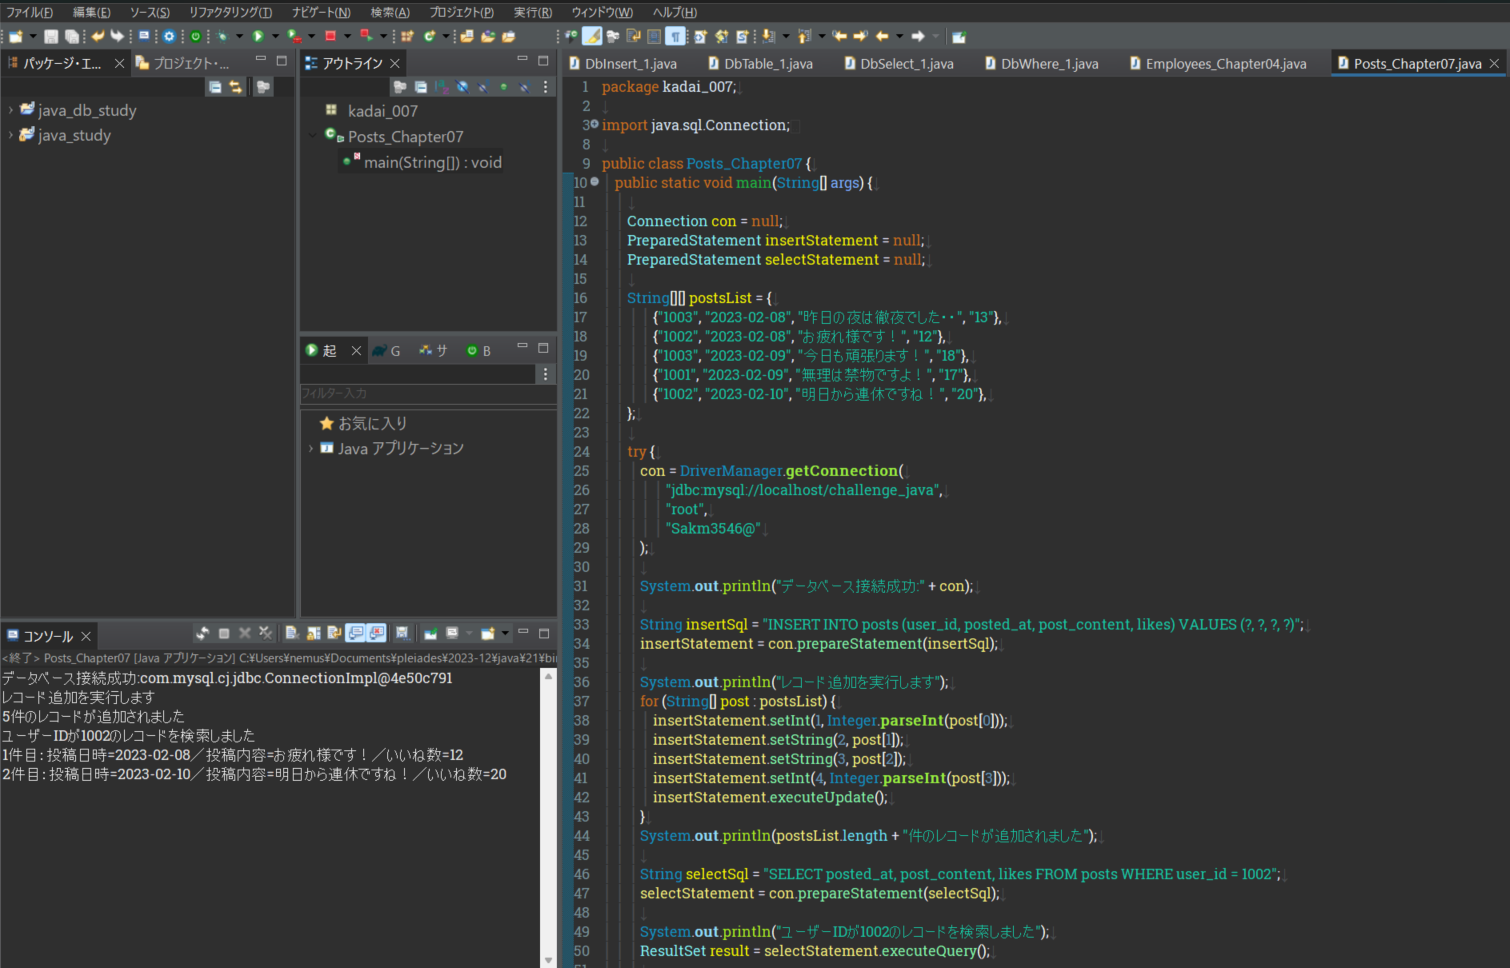 ファイル(F) 編集(E) ソース(S) リファクタリング(T) ナビゲート(N) 検索(A) プロジェクト(P) 実行(R) ウィンドウ(W) ヘルプ(H)
パッケージ・エ... プロジェクト・...
java_db_study
java_study
アウトライン
kadai_007
Posts_Chapter07
main(String[]) : void
起 G サ B
フィルター入力
お気に入り
Java アプリケーション
コンソール
<終了> Posts_Chapter07 [Java アプリケーション] C:¥Users¥nemus¥Documents¥pleiades¥2023-12¥java¥21¥bin
データベース接続成功:com.mysql.cj.jdbc.ConnectionImpl@4e50c791
レコード追加を実行します
5件のレコードが追加されました
ユーザーIDが1002のレコードを検索しました
1件目：投稿日時=2023-02-08／投稿内容=お疲れ様です！／いいね数=12
2件目：投稿日時=2023-02-10／投稿内容=明日から連休ですね！／いいね数=20
DbInsert_1.java DbTable_1.java DbSelect_1.java DbWhere_1.java Employees_Chapter04.java Posts_Chapter07.java
1 package kadai_007;
2
3 import java.sql.Connection;
8
9 public class Posts_Chapter07 {
10 public static void main(String[] args) {
11
12 Connection con = null;
13 PreparedStatement insertStatement = null;
14 PreparedStatement selectStatement = null;
15
16 String[][] postsList = {
17 {"1003", "2023-02-08", "昨日の夜は徹夜でした・・", "13"},
18 {"1002", "2023-02-08", "お疲れ様です！", "12"},
19 {"1003", "2023-02-09", "今日も頑張ります！", "18"},
20 {"1001", "2023-02-09", "無理は禁物ですよ！", "17"},
21 {"1002", "2023-02-10", "明日から連休ですね！", "20"},
22 };
23
24 try {
25 con = DriverManager.getConnection(
26 "jdbc:mysql://localhost/challenge_java",
27 "root",
28 "Sakm3546@"
29 );
30
31 System.out.println("データベース接続成功:" + con);
32
33 String insertSql = "INSERT INTO posts (user_id, posted_at, post_content, likes) VALUES (?, ?, ?, ?)";
34 insertStatement = con.prepareStatement(insertSql);
35
36 System.out.println("レコード追加を実行します");
37 for (String[] post : postsList) {
38 insertStatement.setInt(1, Integer.parseInt(post[0]));
39 insertStatement.setString(2, post[1]);
40 insertStatement.setString(3, post[2]);
41 insertStatement.setInt(4, Integer.parseInt(post[3]));
42 insertStatement.executeUpdate();
43 }
44 System.out.println(postsList.length + "件のレコードが追加されました");
45
46 String selectSql = "SELECT posted_at, post_content, likes FROM posts WHERE user_id = 1002";
47 selectStatement = con.prepareStatement(selectSql);
48
49 System.out.println("ユーザーIDが1002のレコードを検索しました");
50 ResultSet result = selectStatement.executeQuery();